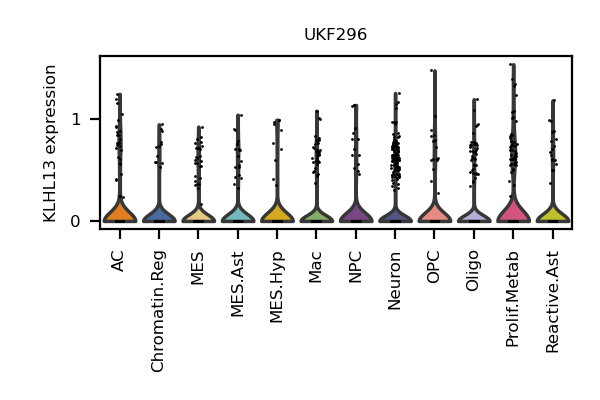 UKF296
KLHL13 expression
1
0
AC
Chromatin.Reg
MES
MES.Ast
MES.Hyp
Mac
NPC
Neuron
OPC
Oligo
Prolif.Metab
Reactive.Ast